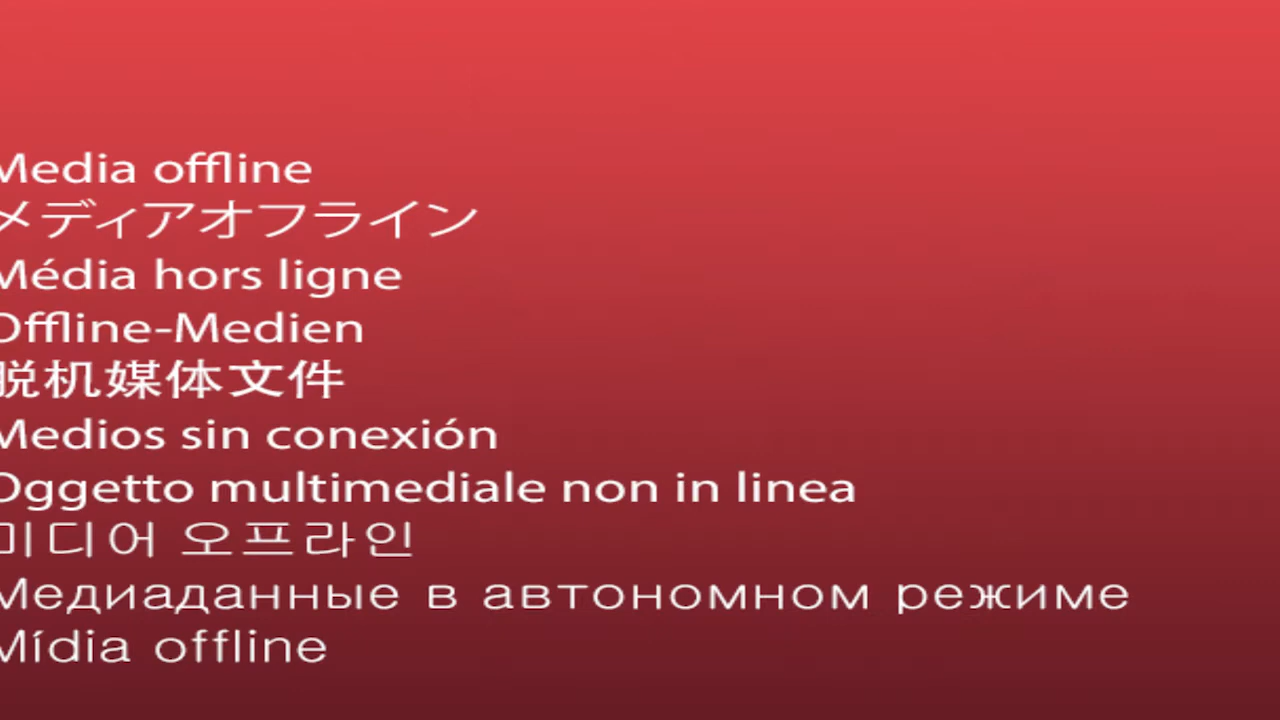 Media offline
メディアオフライン
Média hors ligne
Offline-Medien
脱机媒体文件
Medios sin conexión
Oggetto multimediale non in linea
미디어 오프라인
Медиаданные в автономном режиме
Mídia offline